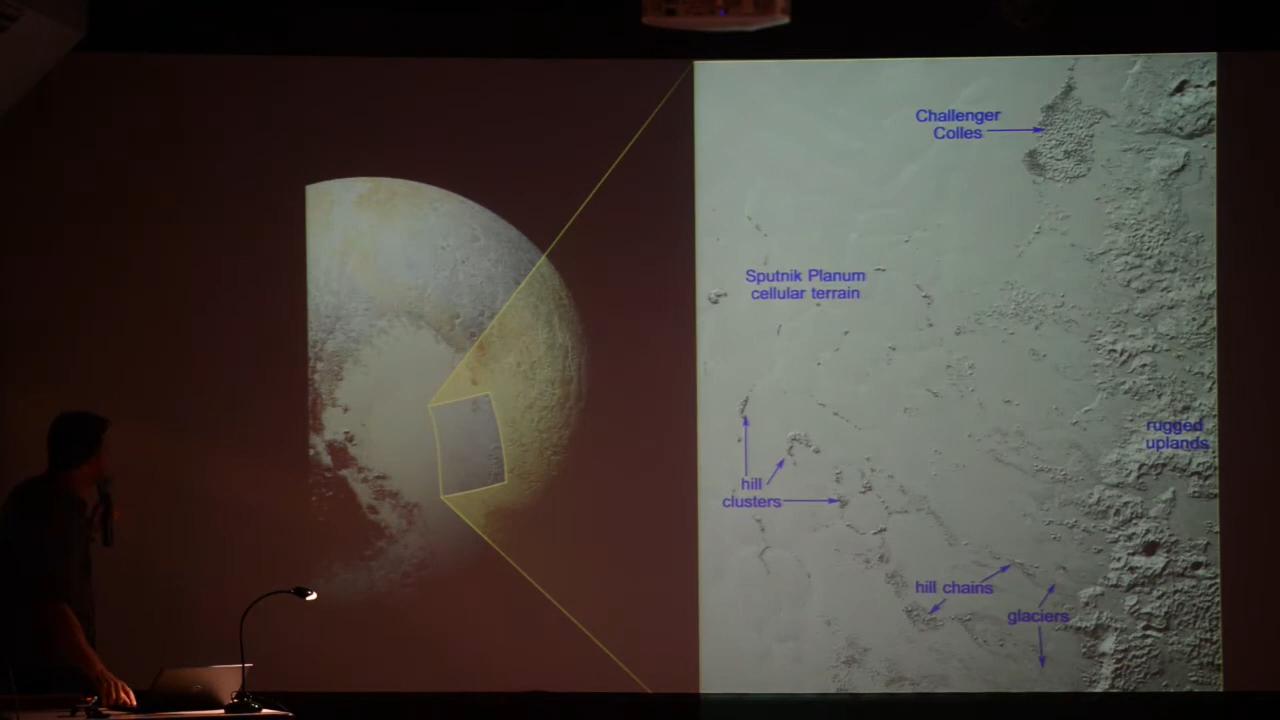 Challenger
Colles
Sputnik Planum
cellular terrain
rugged
uplands
hill
clusters
hill chains
glaciers